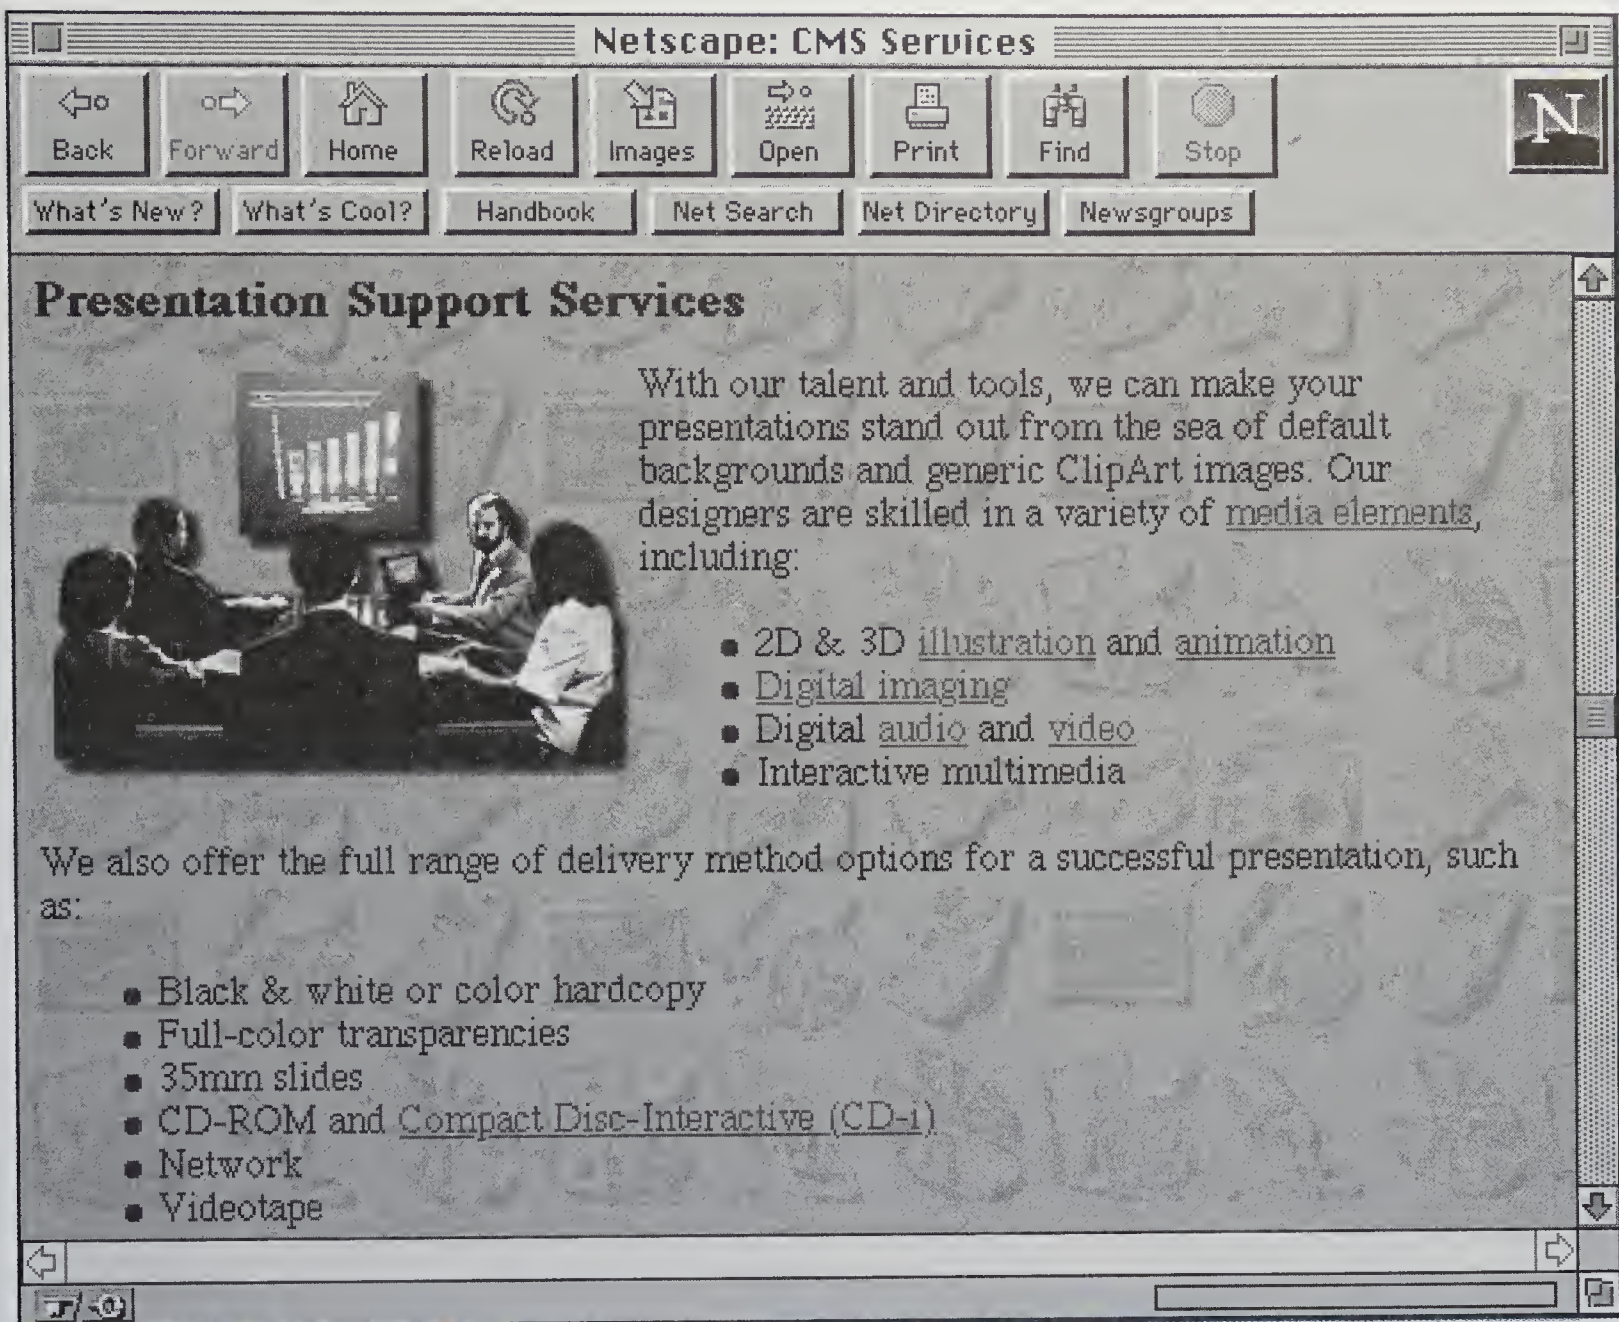 Netscape: CMS Services
Back Forward Home Reload Images Open Print Find Stop
N
What's New? What's Cool? Handbook Net Search Net Directory Newsgroups
Presentation Support Services
With our talent and tools, we can make your
presentations stand out from the sea of default
backgrounds and generic ClipArt images. Our
designers are skilled in a variety of media elements,
including:
• 2D & 3D illustration and animation
• Digital imaging
• Digital audio and video
• Interactive multimedia
We also offer the full range of delivery method options for a successful presentation, such
as:
• Black & white or color hardcopy
• Full-color transparencies
• 35mm slides
• CD-ROM and Compact Disc-Interactive (CD-i)
• Network
• Videotape